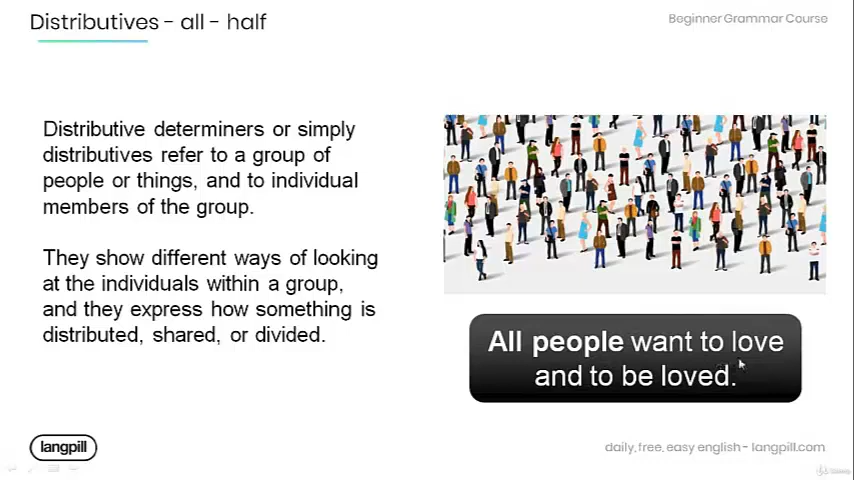 Distributives - all - half
Beginner Grammar Course
Distributive determiners or simply
distributives refer to a group of
people or things, and to individual
members of the group.
They show different ways of looking
at the individuals within a group,
and they express how something is
distributed, shared, or divided.
All people want to love
and to be loved.
langpill
daily, free, easy english - langpill.com